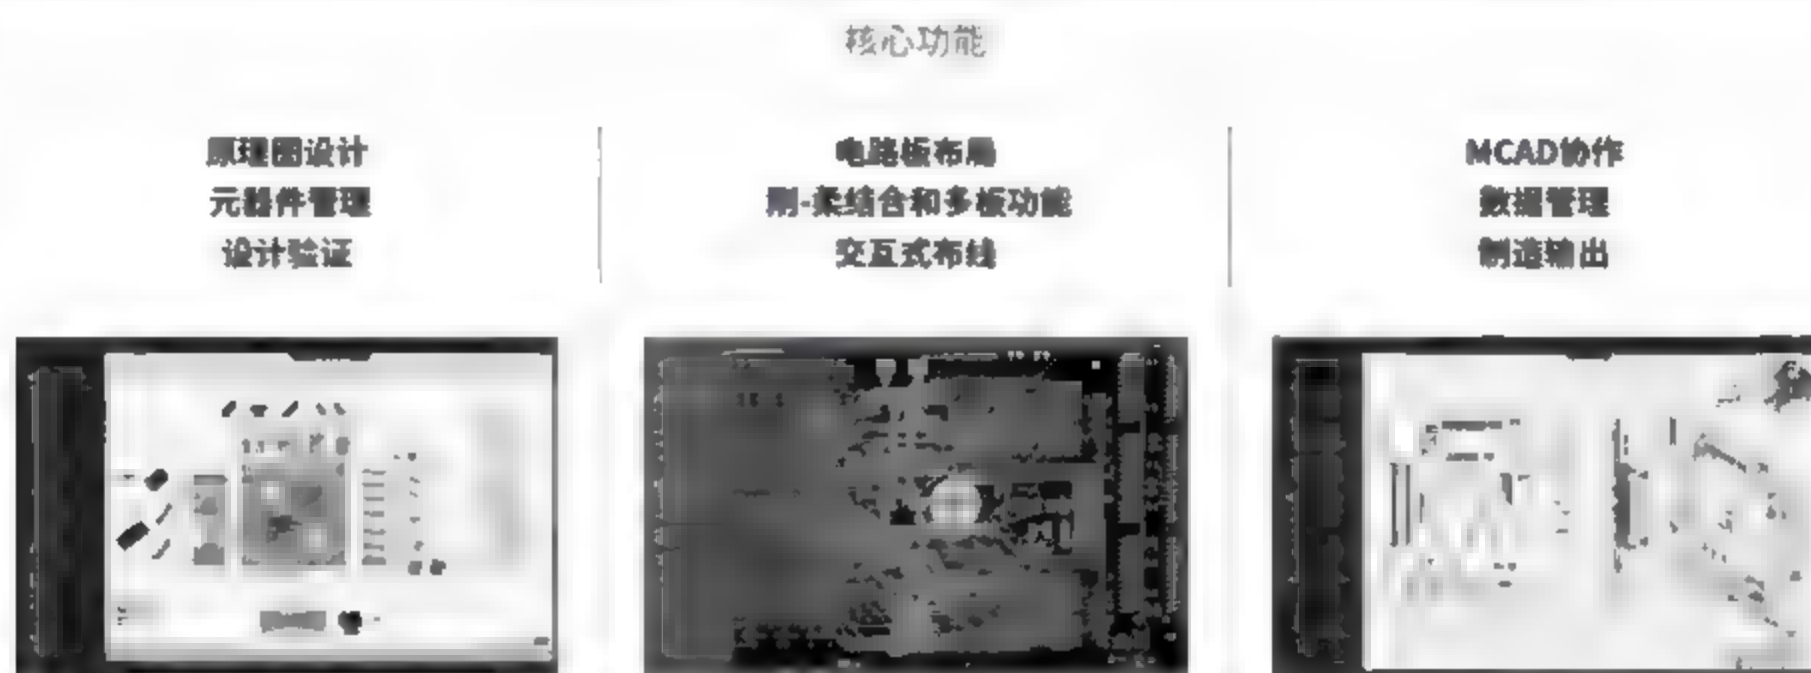 核心功能
原理图设计
元器件管理
设计验证
电路板布局
刚-柔结合和多板功能
交互式布线
MCAD协作
数据管理
制造输出